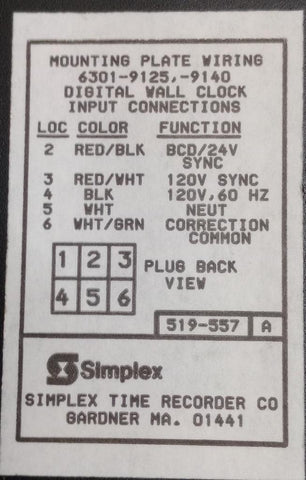 MOUNTING PLATE WIRING
6301-9125,-9140
DIGITAL WALL CLOCK
INPUT CONNECTIONS
LOC COLOR FUNCTION
2 RED/BLK BCD/24V
SYNC
3 RED/WHT 120V SYNC
4 BLK 120V,60 HZ
5 WHT NEUT
6 WHT/GRN CORRECTION
COMMON
1 2 3
PLUG BACK
VIEW
4 5 6
519-557 A
Simplex
SIMPLEX TIME RECORDER CO
GARDNER MA. 01441